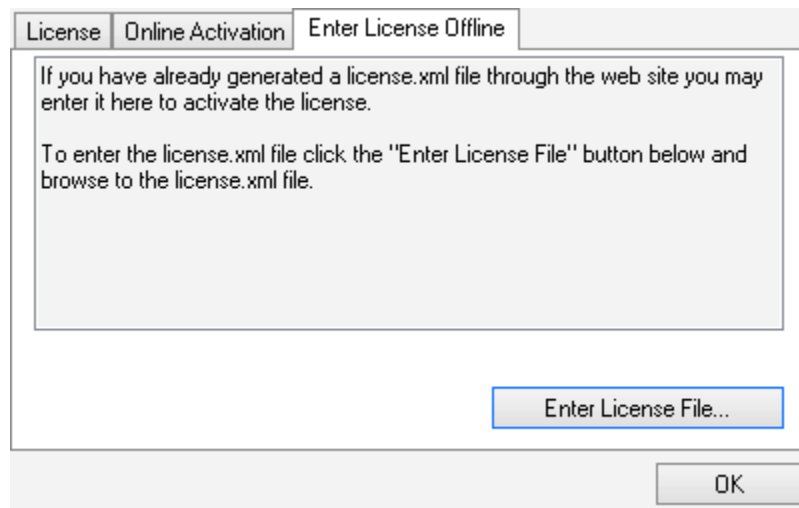 License Online Activation Enter License Offline
If you have already generated a license.xml file through the web site you may
enter it here to activate the license.
To enter the license.xml file click the "Enter License File" button below and
browse to the license.xml file.
Enter License File...
OK